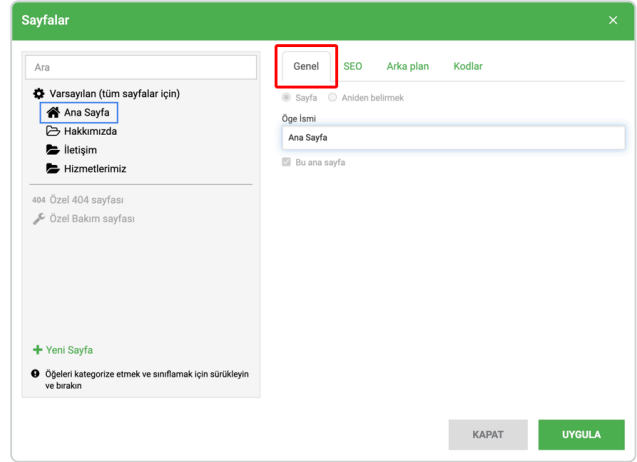 Sayfalar
Ara
Varsayılan (tüm sayfalar için)
Ana Sayfa
Hakkımızda
İletişim
Hizmetlerimiz
404 Özel 404 sayfası
Özel Bakım sayfası
+ Yeni Sayfa
Öğeleri kategorize etmek ve sınıflamak için sürükleyin
ve bırakın
Genel SEO Arka plan Kodlar
Sayfa Aniden belirmek
Öge İsmi
Ana Sayfa
Bu ana sayfa
KAPAT UYGULA